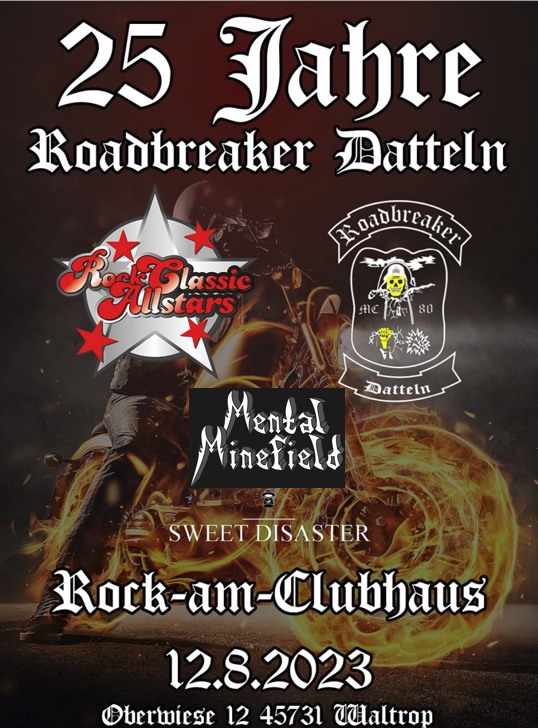 25 Jahre
Roadbreaker Datteln
Rock Classic
Allstars
Roadbreaker
MC 80
Datteln
Mental
Minefield
SWEET DISASTER
Rock-am-Clubhaus
12.8.2023
Oberwiese 12 45731 Waltrop